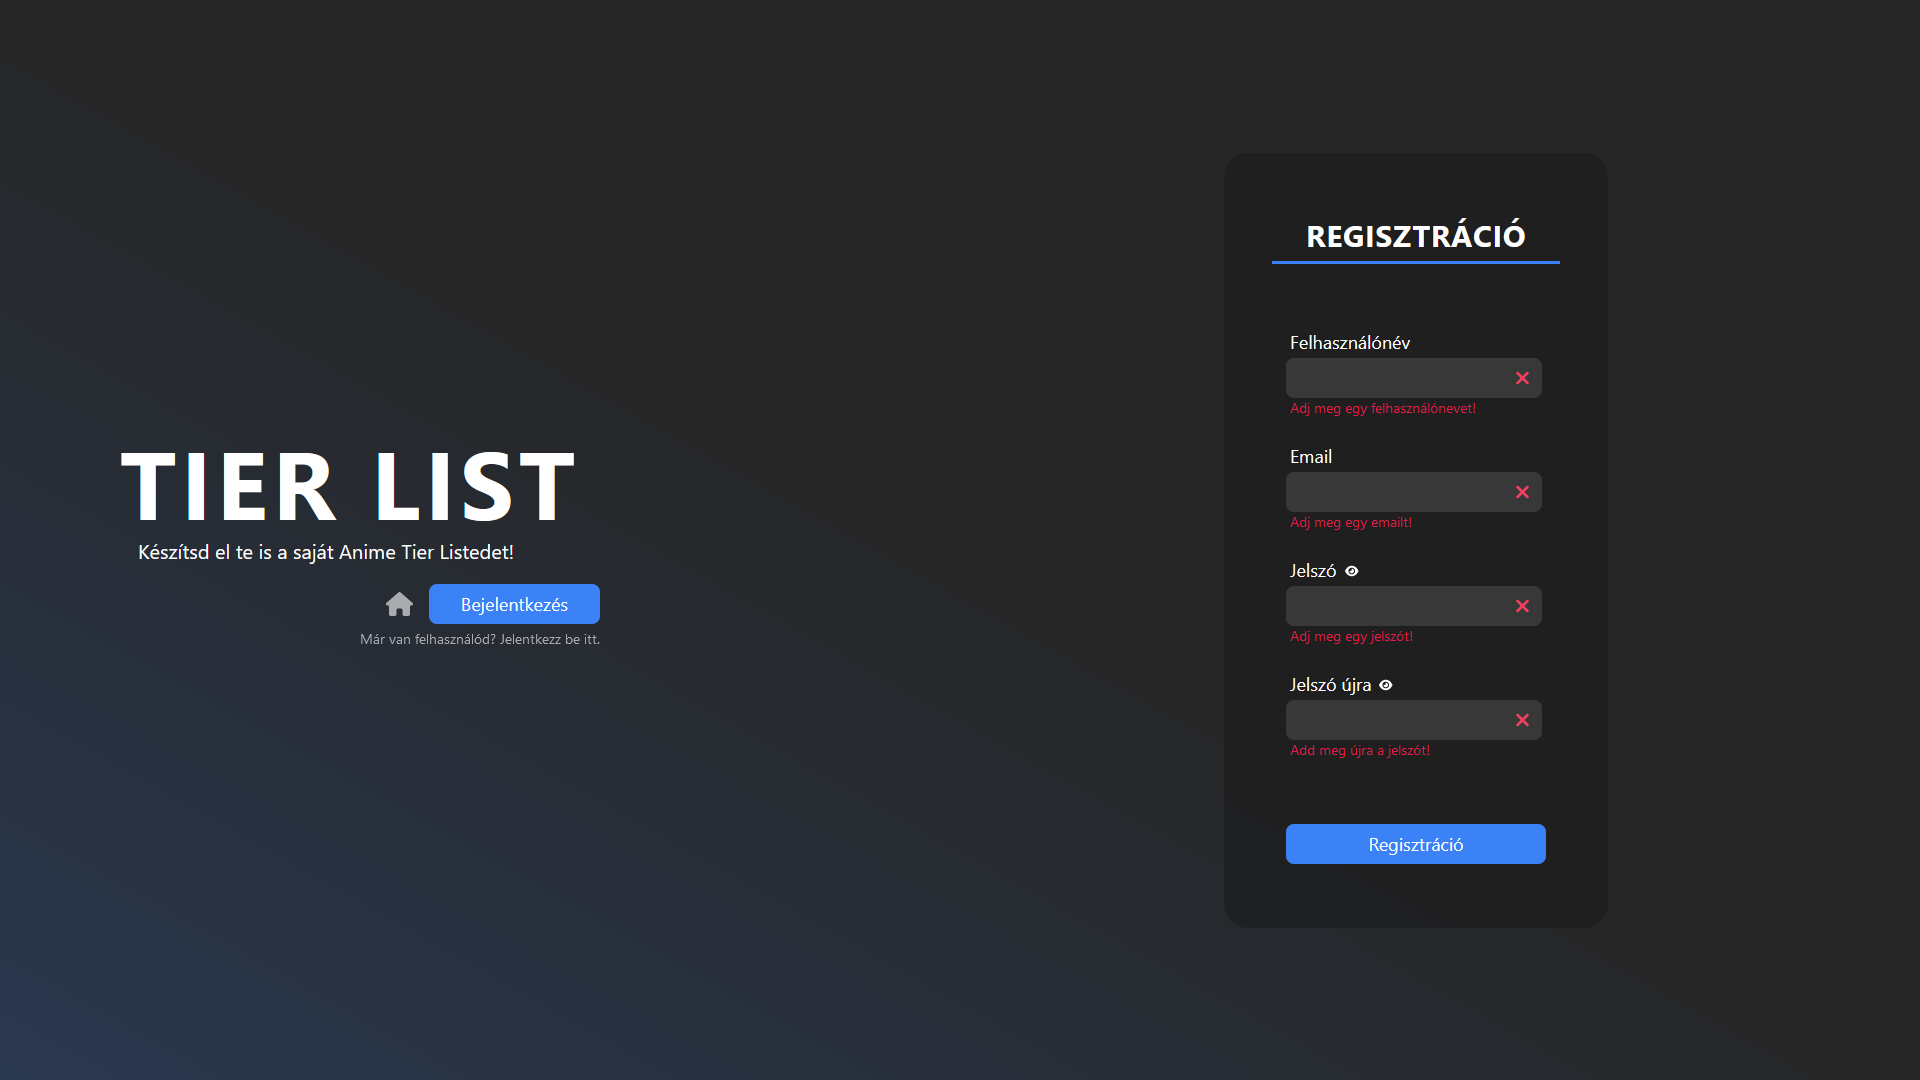 TIER LIST
Készítsd el te is a saját Anime Tier Listedet!
Bejelentkezés
Már van felhasználód? Jelentkezz be itt.
REGISZTRÁCIÓ
Felhasználónév
Adj meg egy felhasználónevet!
Email
Adj meg egy emailt!
Jelszó
Adj meg egy jelszót!
Jelszó újra
Add meg újra a jelszót!
Regisztráció